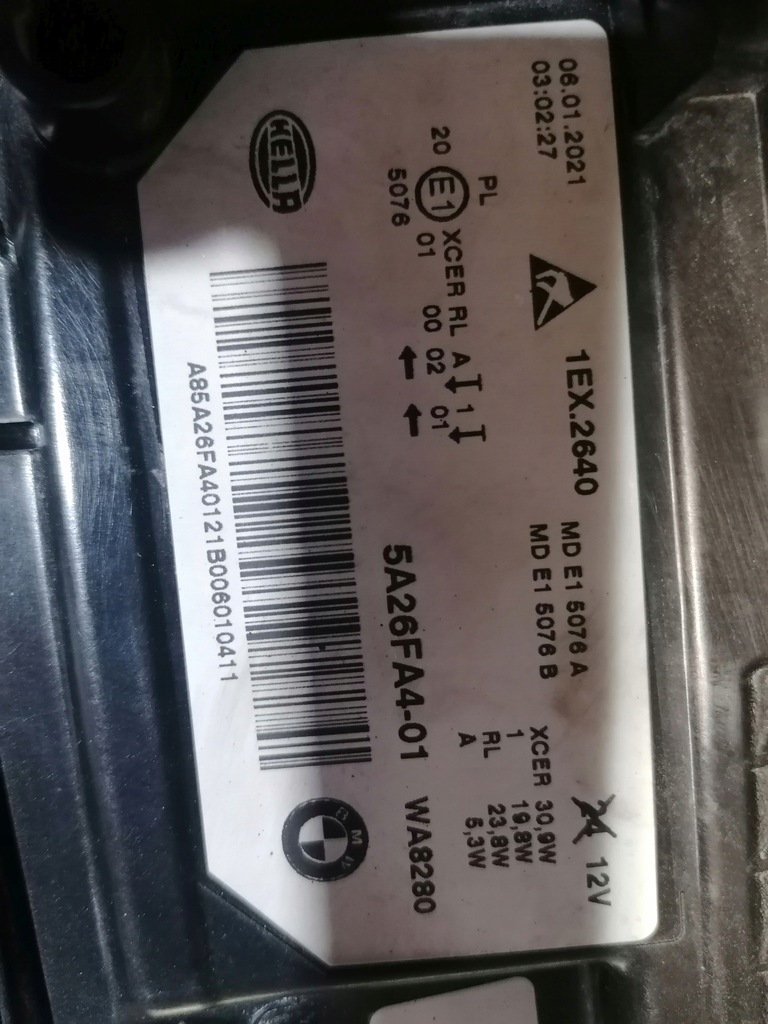 06.01.2021
03:02:27
1EX.2640
MD E1 5076 A
MD E1 5076 B
24 12V
XCER 30,9W
1 19,8W
RL 23,8W
A 5,3W
PL
20 E1 XCER RL A 1
01 00 02 01
5076
5A26FA4-01 WA8280
HELLA
A85A26FA40121B006010411
BMW